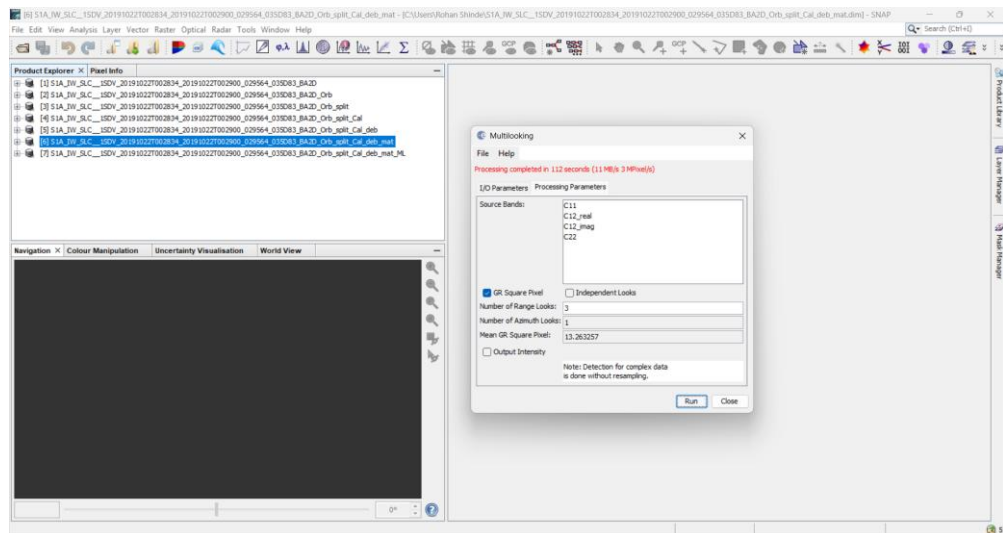 [6] S1A_IW_SLC__1SDV_20191022T002834_20191022T002900_029564_035D83_BA2D_Orb_split_Cal_deb_mat - [C:\Users\Rohan Shinde\S1A_IW_SLC__1SDV_20191022T002834_20191022T002900_029564_035D83_BA2D_Orb_split_Cal_deb_mat.dim] - SNAP
File Edit View Analysis Layer Vector Raster Optical Radar Tools Window Help
Search (Ctrl+I)
Product Explorer Pixel Info
[1] S1A_IW_SLC__1SDV_20191022T002834_20191022T002900_029564_035D83_BA2D
[2] S1A_IW_SLC__1SDV_20191022T002834_20191022T002900_029564_035D83_BA2D_Orb
[3] S1A_IW_SLC__1SDV_20191022T002834_20191022T002900_029564_035D83_BA2D_Orb_split
[4] S1A_IW_SLC__1SDV_20191022T002834_20191022T002900_029564_035D83_BA2D_Orb_split_Cal
[5] S1A_IW_SLC__1SDV_20191022T002834_20191022T002900_029564_035D83_BA2D_Orb_split_Cal_deb
[6] S1A_IW_SLC__1SDV_20191022T002834_20191022T002900_029564_035D83_BA2D_Orb_split_Cal_deb_mat
[7] S1A_IW_SLC__1SDV_20191022T002834_20191022T002900_029564_035D83_BA2D_Orb_split_Cal_deb_mat_ML
Navigation Colour Manipulation Uncertainty Visualisation World View
0°
Multilooking
File Help
Processing completed in 112 seconds (11 MB/s 3 MPixel/s)
I/O Parameters Processing Parameters
Source Bands:
C11
C12_real
C12_imag
C22
GR Square Pixel Independent Looks
Number of Range Looks: 3
Number of Azimuth Looks: 1
Mean GR Square Pixel: 13.263257
Output Intensity
Note: Detection for complex data
is done without resampling.
Run Close
Product Library
Layer Manager
Mask Manager